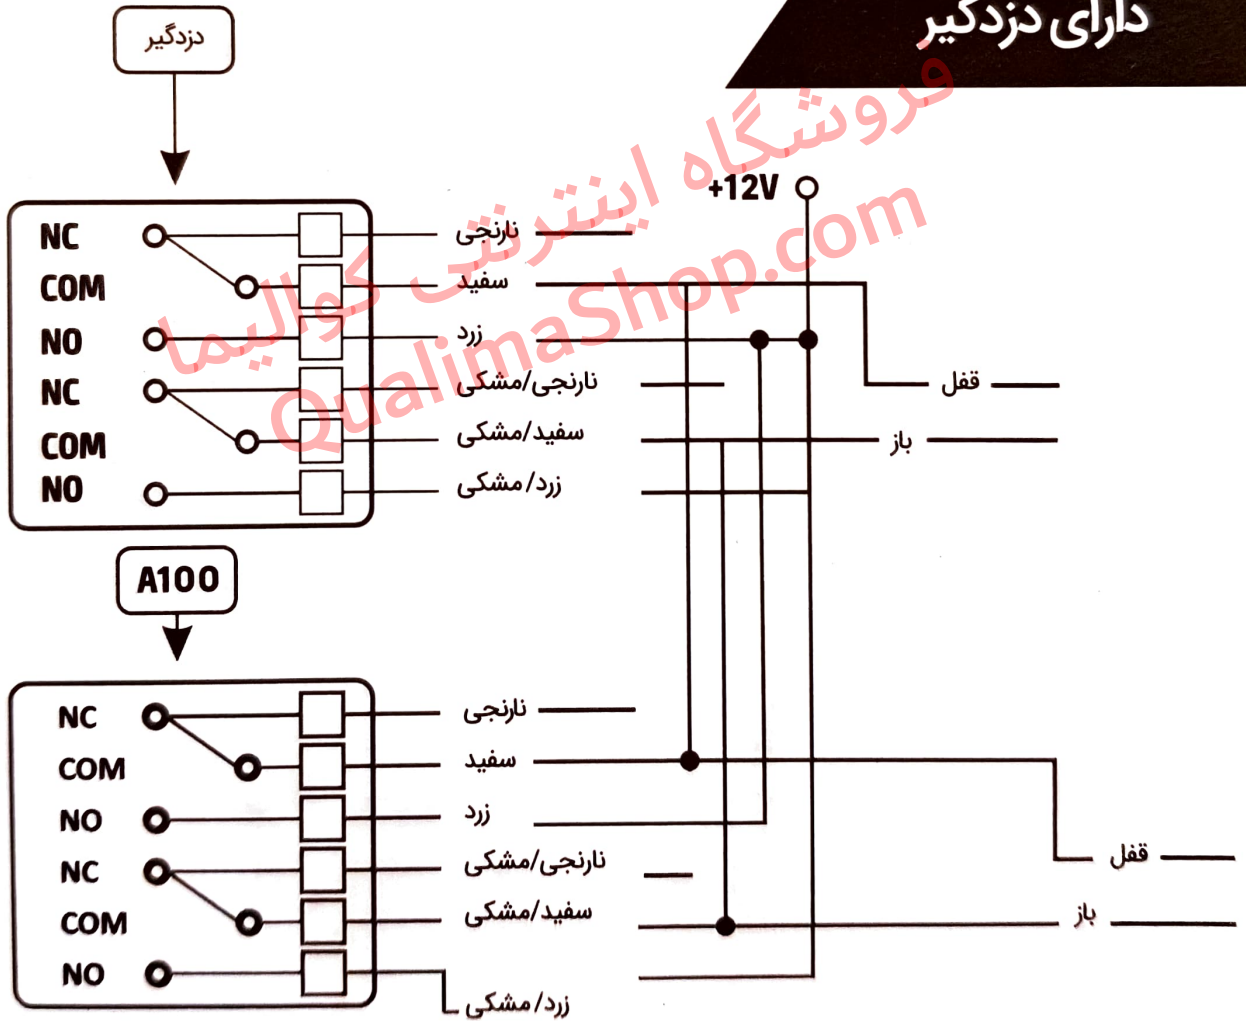 دارای دزدگیر
دزدگیر
فروشگاه اینترنتی کوالیما
QualimaShop.com
+12V
NC نارنجی
COM سفید
NO زرد
NC نارنجی/مشکی قفل
COM سفید/مشکی باز
NO زرد/مشکی
A100
NC نارنجی
COM سفید
NO زرد
NC نارنجی/مشکی قفل
COM سفید/مشکی باز
NO زرد/مشکی